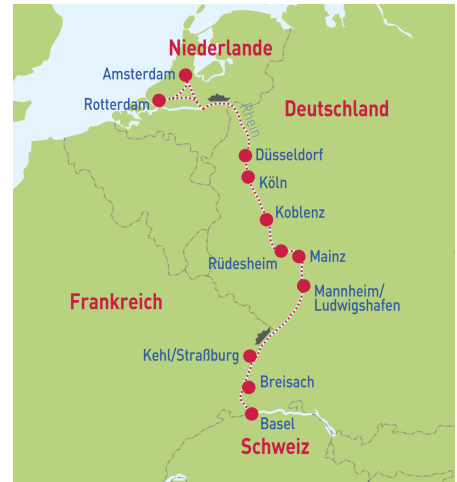 Niederlande
Amsterdam
Rotterdam
Deutschland
Rhein
Düsseldorf
Köln
Koblenz
Rüdesheim
Mainz
Mannheim/
Ludwigshafen
Frankreich
Kehl/Straßburg
Breisach
Basel
Schweiz